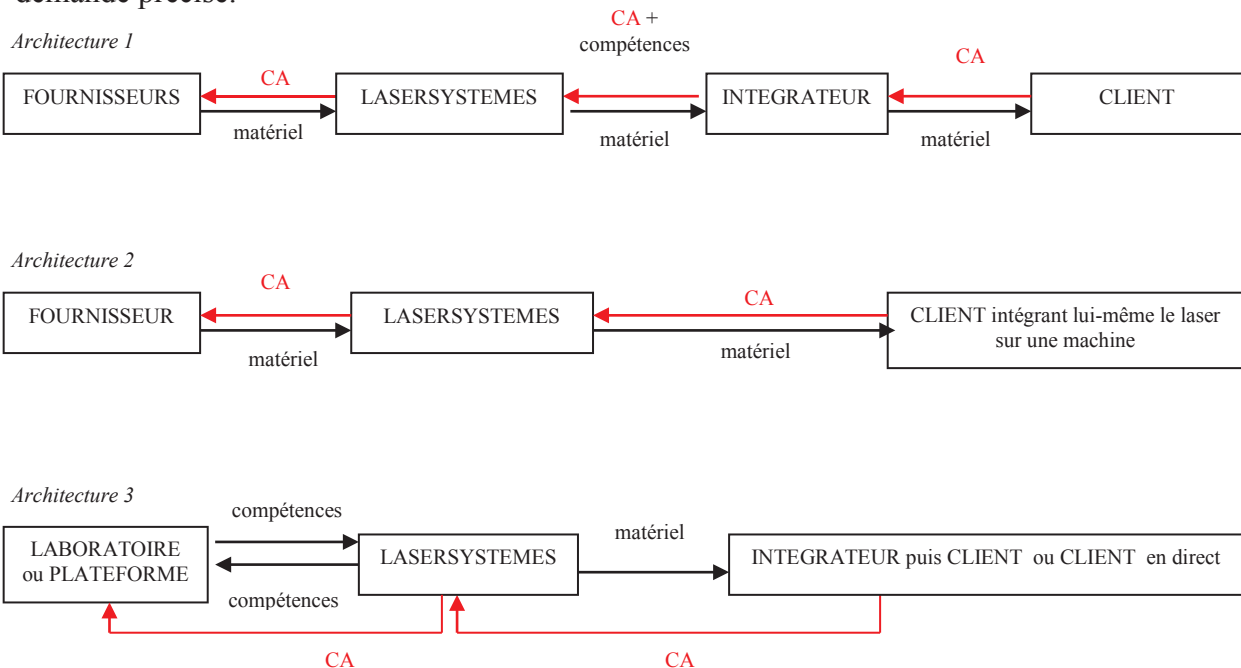 demande précise.
Architecture 1
CA +
compétences
CA
CA
FOURNISSEURS
LASERSYSTEMES
INTEGRATEUR
CLIENT
matériel
matériel
matériel
Architecture 2
CA
CA
FOURNISSEUR
LASERSYSTEMES
CLIENT intégrant lui-même le laser
sur une machine
matériel
matériel
Architecture 3
compétences
matériel
LABORATOIRE
ou PLATEFORME
LASERSYSTEMES
INTEGRATEUR puis CLIENT ou CLIENT en direct
compétences
CA
CA